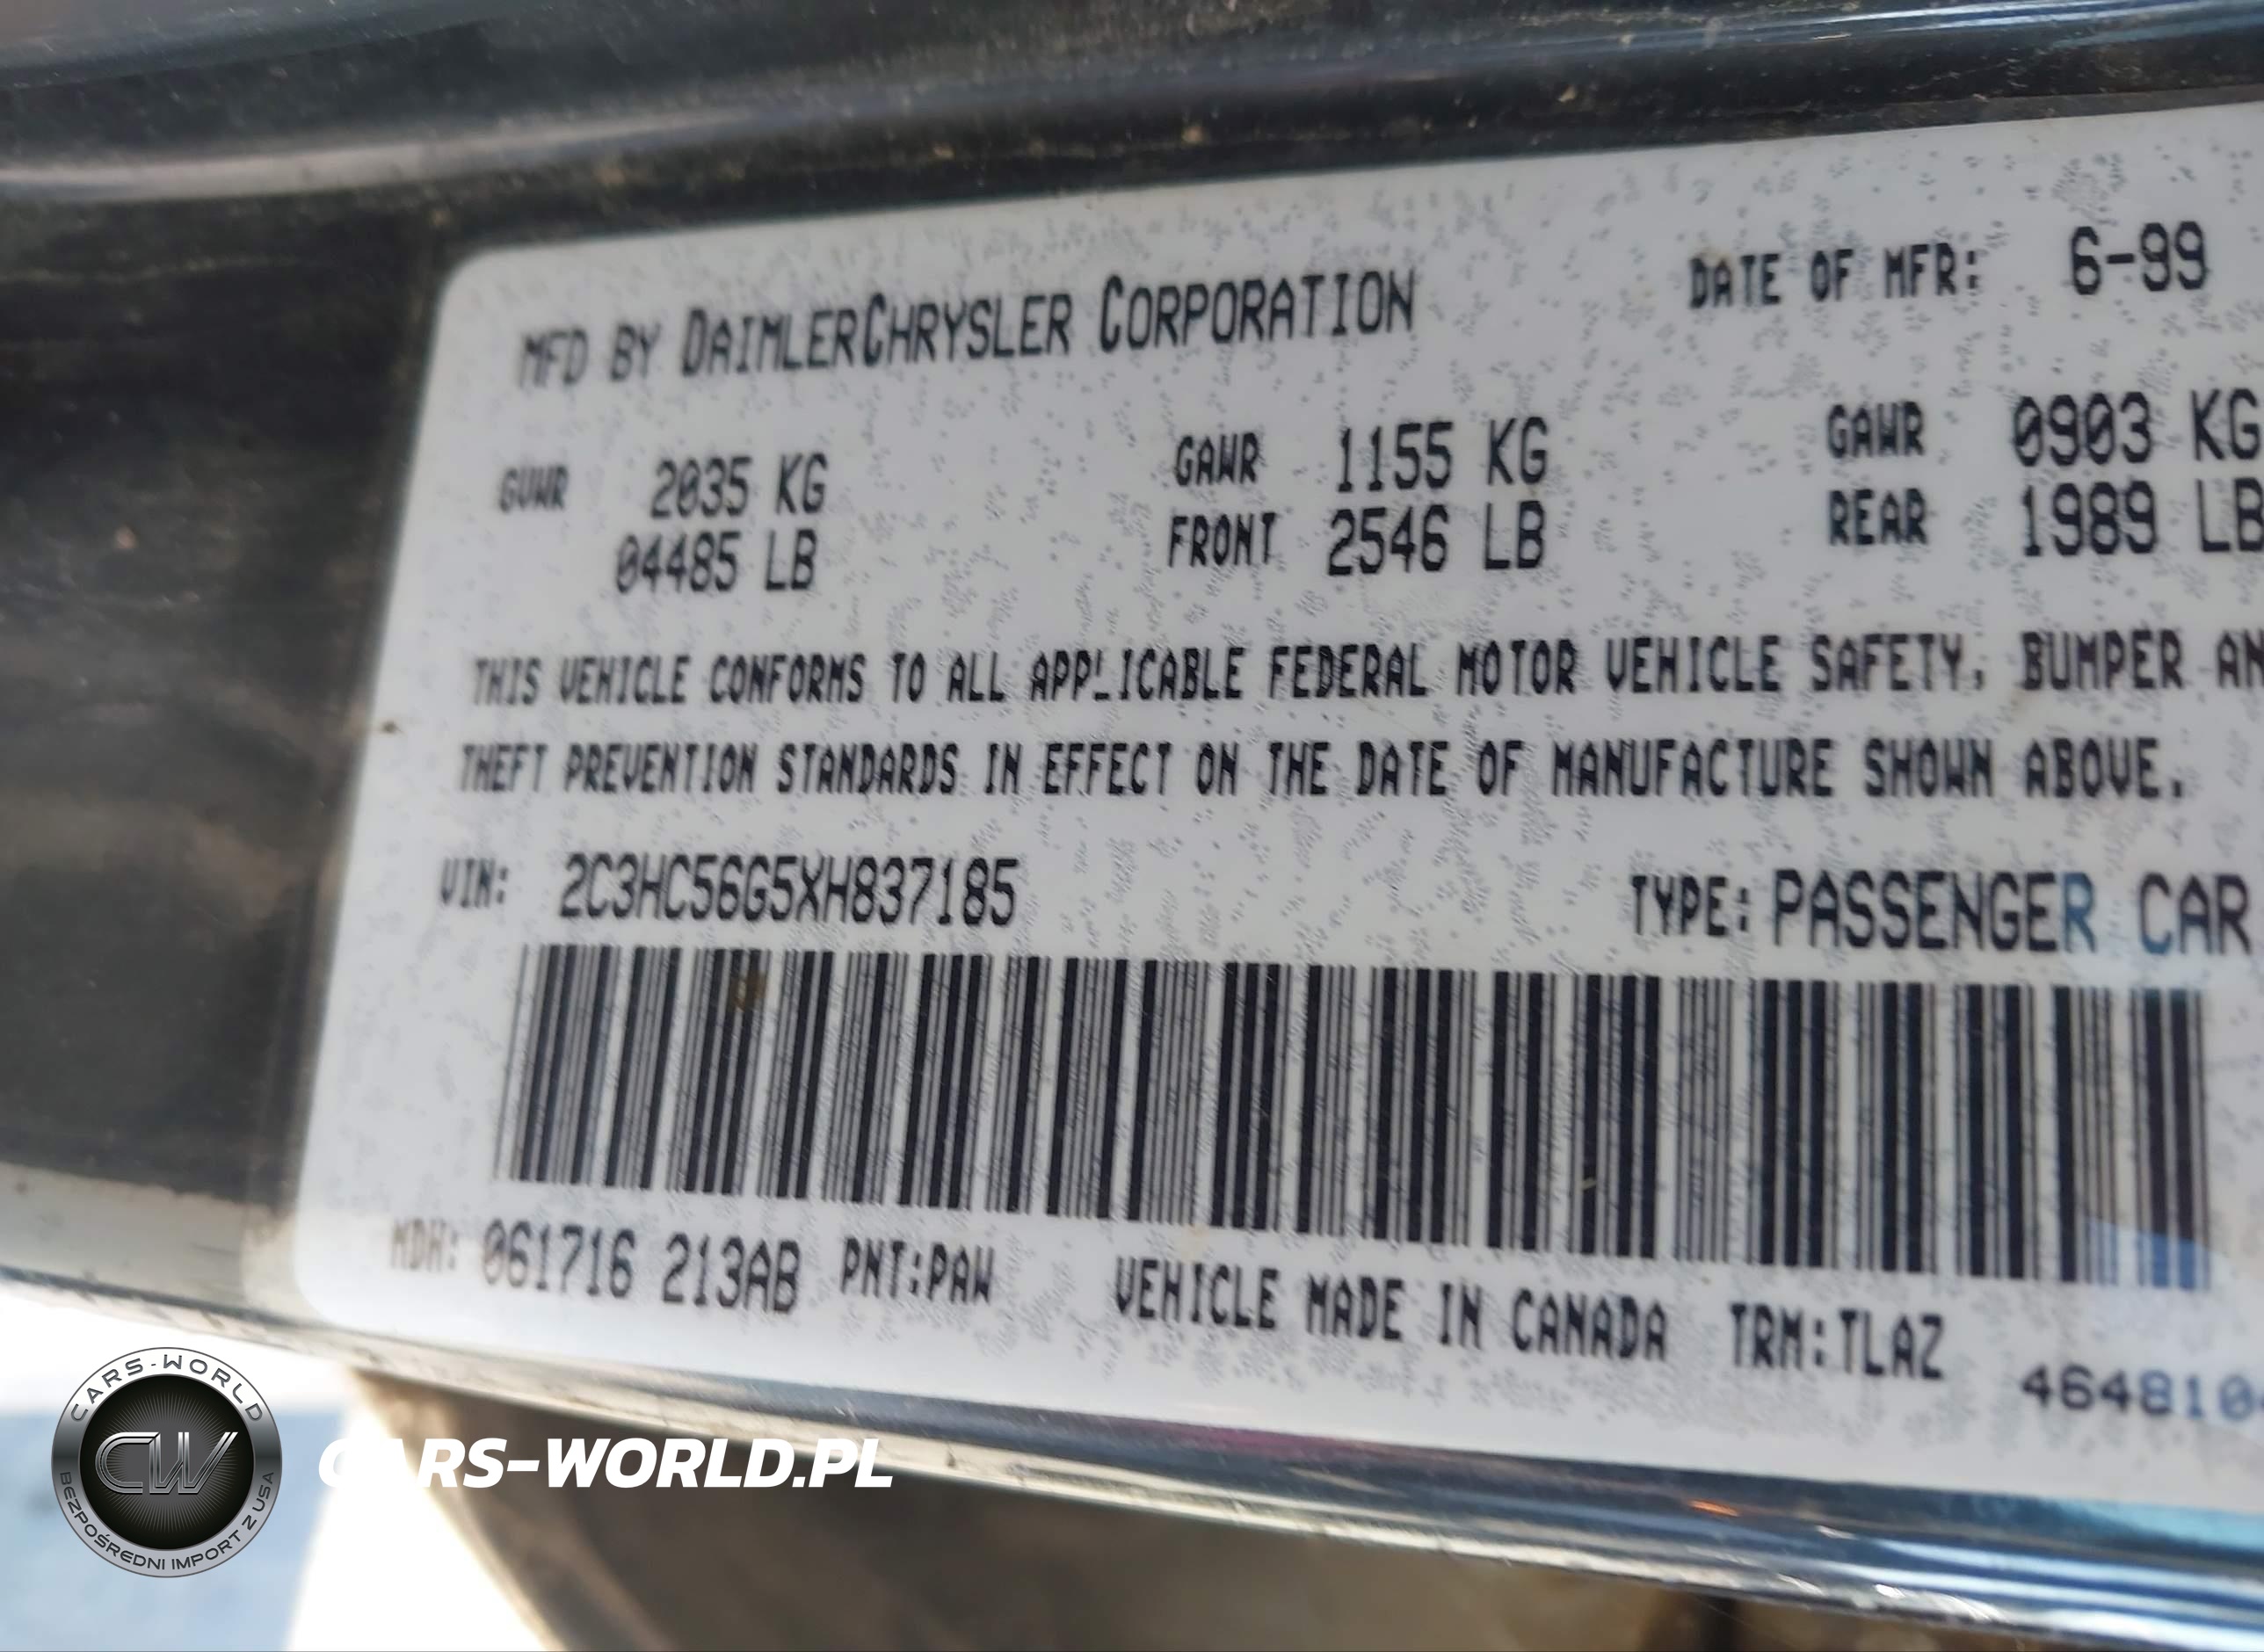 MFD BY DAIMLERCHRYSLER CORPORATION DATE OF MFR: 6-99
GVWR 2035 KG GAWR 1155 KG GAWR 0903 KG
04485 LB FRONT 2546 LB REAR 1989 LB
THIS VEHICLE CONFORMS TO ALL APPLICABLE FEDERAL MOTOR VEHICLE SAFETY, BUMPER AN
THEFT PREVENTION STANDARDS IN EFFECT ON THE DATE OF MANUFACTURE SHOWN ABOVE.
VIN: 2C3HC56G5XH837185 TYPE: PASSENGER CAR
MDH: 061716 213AB PNT:PAW VEHICLE MADE IN CANADA TRM:TLAZ
464810
CARS-WORLD
CW
BEZPOŚREDNI IMPORT Z USA
CARS-WORLD.PL